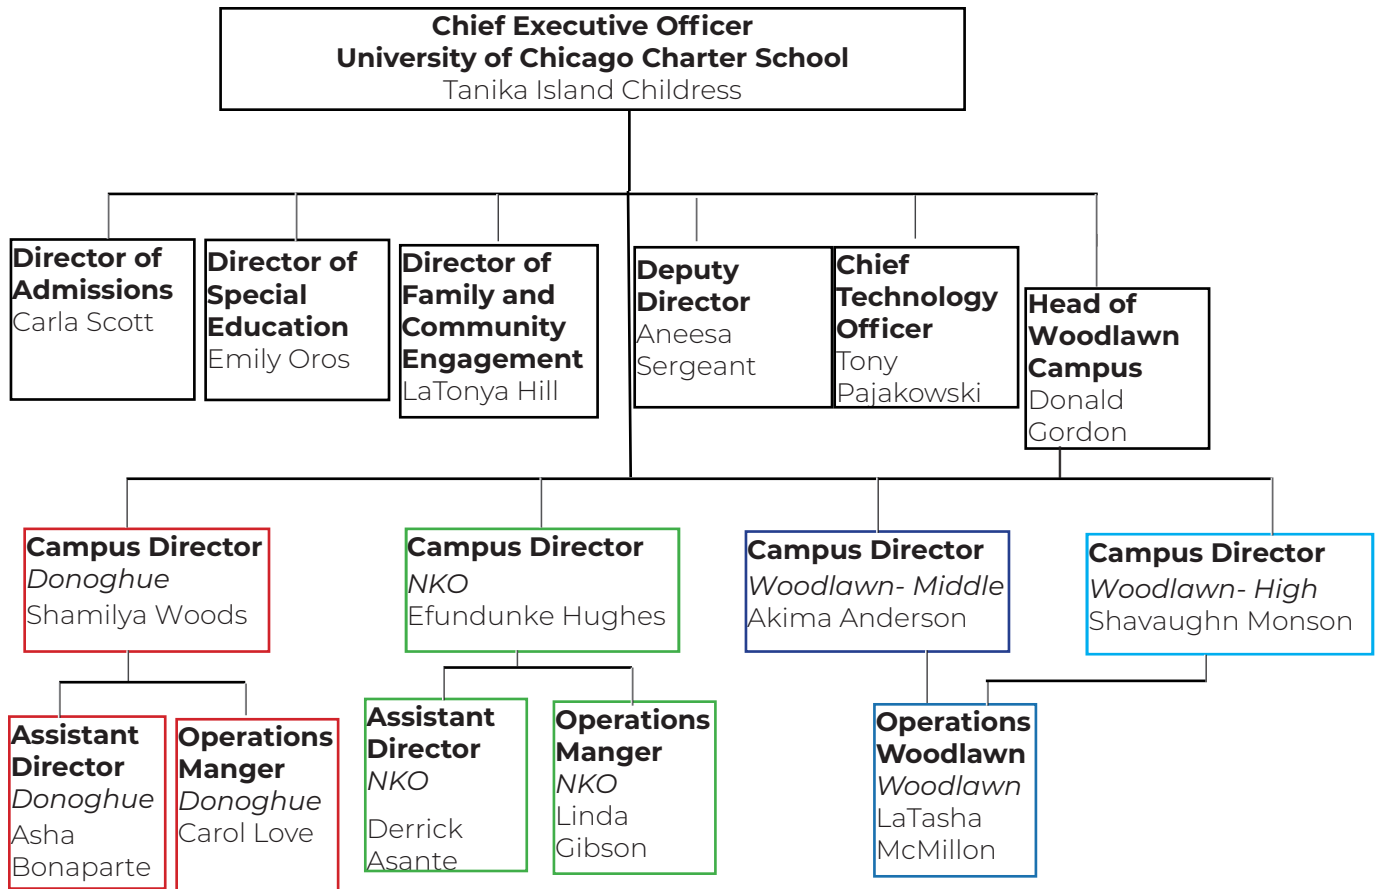 Chief Executive Officer
University of Chicago Charter School
Tanika Island Childress
Director of
Admissions
Carla Scott
Director of
Special
Education
Emily Oros
Director of
Family and
Community
Engagement
LaTonya Hill
Deputy
Director
Aneesa
Sergeant
Chief
Technology
Officer
Tony
Pajakowski
Head of
Woodlawn
Campus
Donald
Gordon
Campus Director
Donoghue
Shamilya Woods
Campus Director
NKO
Efundunke Hughes
Campus Director
Woodlawn- Middle
Akima Anderson
Campus Director
Woodlawn- High
Shavaughn Monson
Assistant
Director
Donoghue
Asha
Bonaparte
Operations
Manger
Donoghue
Carol Love
Assistant
Director
NKO
Derrick
Asante
Operations
Manger
NKO
Linda
Gibson
Operations
Woodlawn
Woodlawn
LaTasha
McMillon